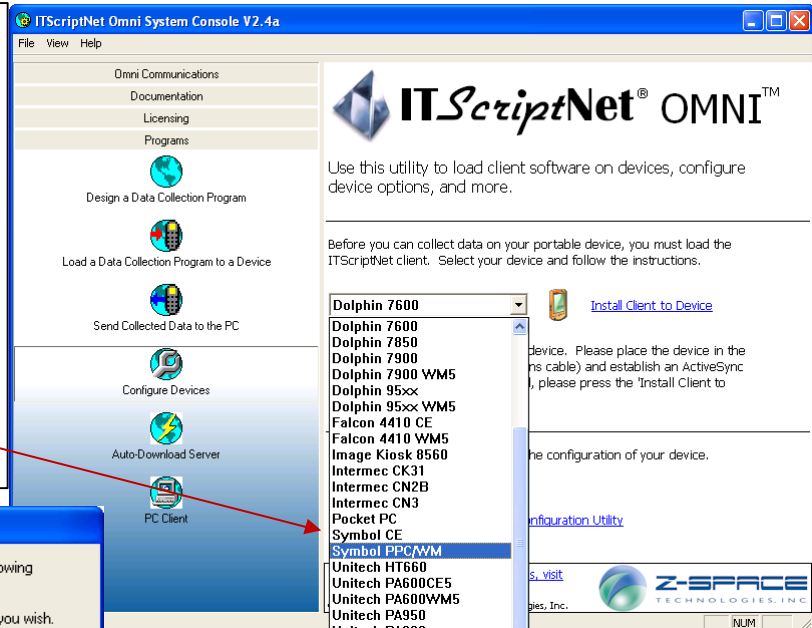 ITScriptNet Omni System Console V2.4a
File View Help
Omni Communications
Documentation
Licensing
Programs
Design a Data Collection Program
Load a Data Collection Program to a Device
Send Collected Data to the PC
Configure Devices
Auto-Download Server
PC Client
ITScriptNet® OMNI™
Use this utility to load client software on devices, configure
device options, and more.
Before you can collect data on your portable device, you must load the
ITScriptNet client. Select your device and follow the instructions.
Dolphin 7600
Install Client to Device
Dolphin 7600
Dolphin 7850
Dolphin 7900
Dolphin 7900 WM5
Dolphin 95xx
Dolphin 95xx WM5
Falcon 4410 CE
Falcon 4410 WM5
Image Kiosk 8560
Intermec CK31
Intermec CN2B
Intermec CN3
Pocket PC
Symbol CE
Symbol PPC/WM
Unitech HT660
Unitech PA600CE5
Unitech PA600WM5
Unitech PA950
device. Please place the device in the
ns cable) and establish an ActiveSync
, please press the 'Install Client to
he configuration of your device.
nfiguration Utility
s, visit
gies, Inc.
Z-SPACE
TECHNOLOGIES, INC
NUM
owing
you wish.